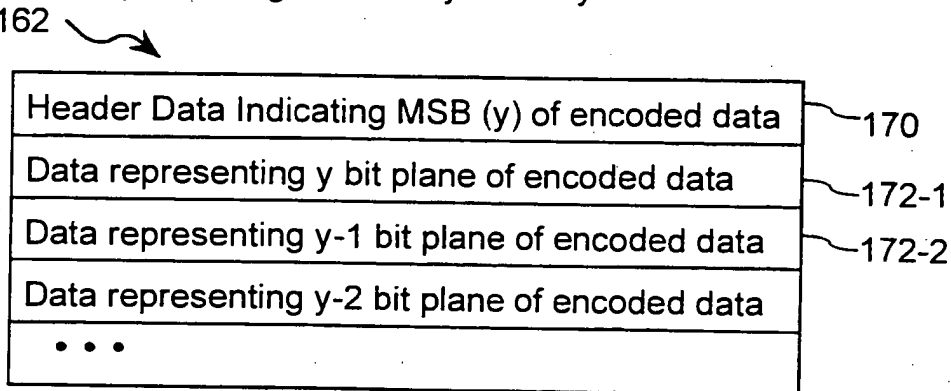 162
Header Data Indicating MSB (y) of encoded data
170
Data representing y bit plane of encoded data
172-1
Data representing y-1 bit plane of encoded data
172-2
Data representing y-2 bit plane of encoded data
• • •